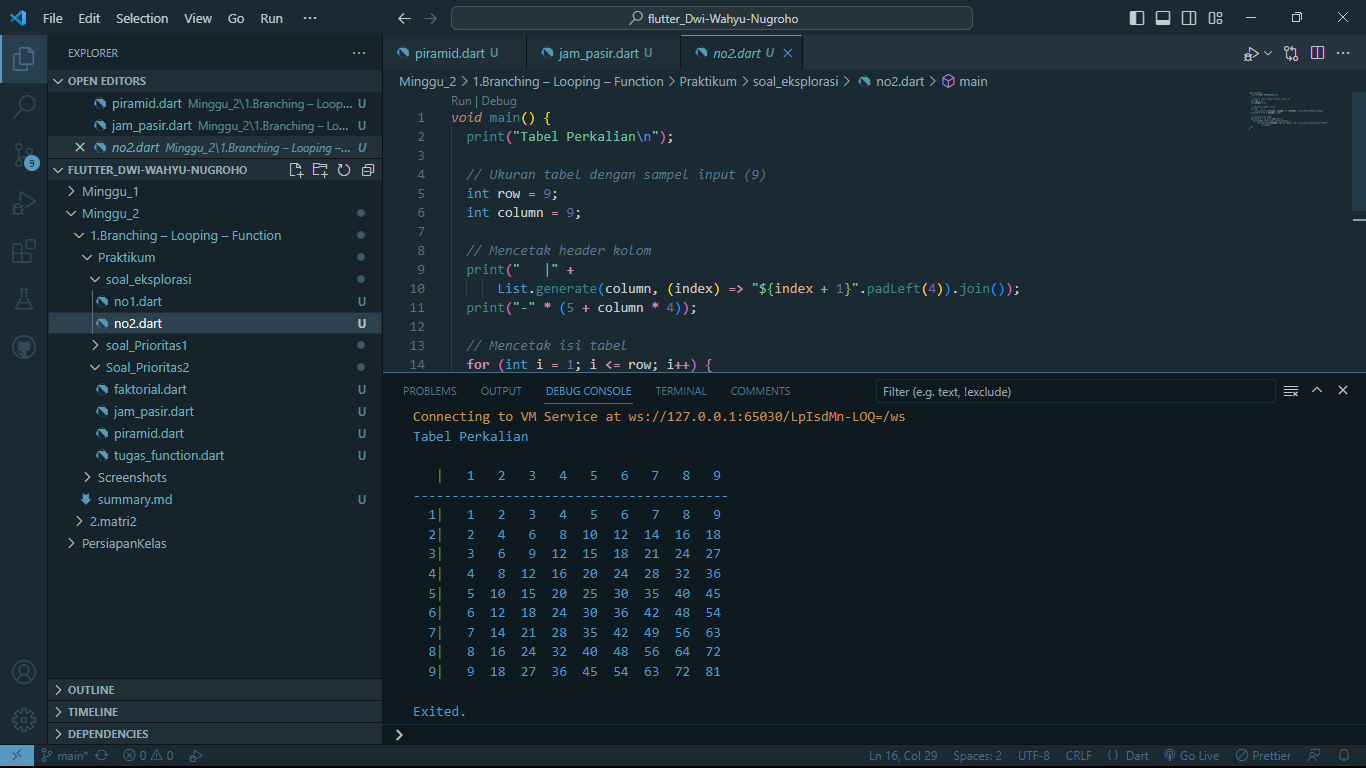 File Edit Selection View Go Run ··· flutter_Dwi-Wahyu-Nugroho
EXPLORER ···
OPEN EDITORS
piramid.dart Minggu_2\1.Branching – Loop... U
jam_pasir.dart Minggu_2\1.Branching – Loop... U
no2.dart Minggu_2\1.Branching – Looping –... U
FLUTTER_DWI-WAHYU-NUGROHO
Minggu_1
Minggu_2
1.Branching – Looping – Function
Praktikum
soal_eksplorasi
no1.dart U
no2.dart U
soal_Prioritas1
Soal_Prioritas2
faktorial.dart U
jam_pasir.dart U
piramid.dart U
tugas_function.dart U
Screenshots
summary.md U
2.matri2
PersiapanKelas
OUTLINE
TIMELINE
DEPENDENCIES
9
piramid.dart U jam_pasir.dart U no2.dart U
Minggu_2 > 1.Branching – Looping – Function > Praktikum > soal_eksplorasi > no2.dart > main
Run | Debug
1 void main() {
2 print("Tabel Perkalian\n");
3
4 // Ukuran tabel dengan sampel input (9)
5 int row = 9;
6 int column = 9;
7
8 // Mencetak header kolom
9 print("   |" +
10 List.generate(column, (index) => "${index + 1}".padLeft(4)).join());
11 print("-" * (5 + column * 4));
12
13 // Mencetak isi tabel
14 for (int i = 1; i <= row; i++) {
PROBLEMS OUTPUT DEBUG CONSOLE TERMINAL COMMENTS Filter (e.g. text, !exclude)
Connecting to VM Service at ws://127.0.0.1:65030/LpIsdMn-LOQ=/ws
Tabel Perkalian
   |   1   2   3   4   5   6   7   8   9
-----------------------------------------
  1|   1   2   3   4   5   6   7   8   9
  2|   2   4   6   8  10  12  14  16  18
  3|   3   6   9  12  15  18  21  24  27
  4|   4   8  12  16  20  24  28  32  36
  5|   5  10  15  20  25  30  35  40  45
  6|   6  12  18  24  30  36  42  48  54
  7|   7  14  21  28  35  42  49  56  63
  8|   8  16  24  32  40  48  56  64  72
  9|   9  18  27  36  45  54  63  72  81
Exited.
main* 0 0 Ln 16, Col 29 Spaces: 2 UTF-8 CRLF {} Dart Go Live Prettier